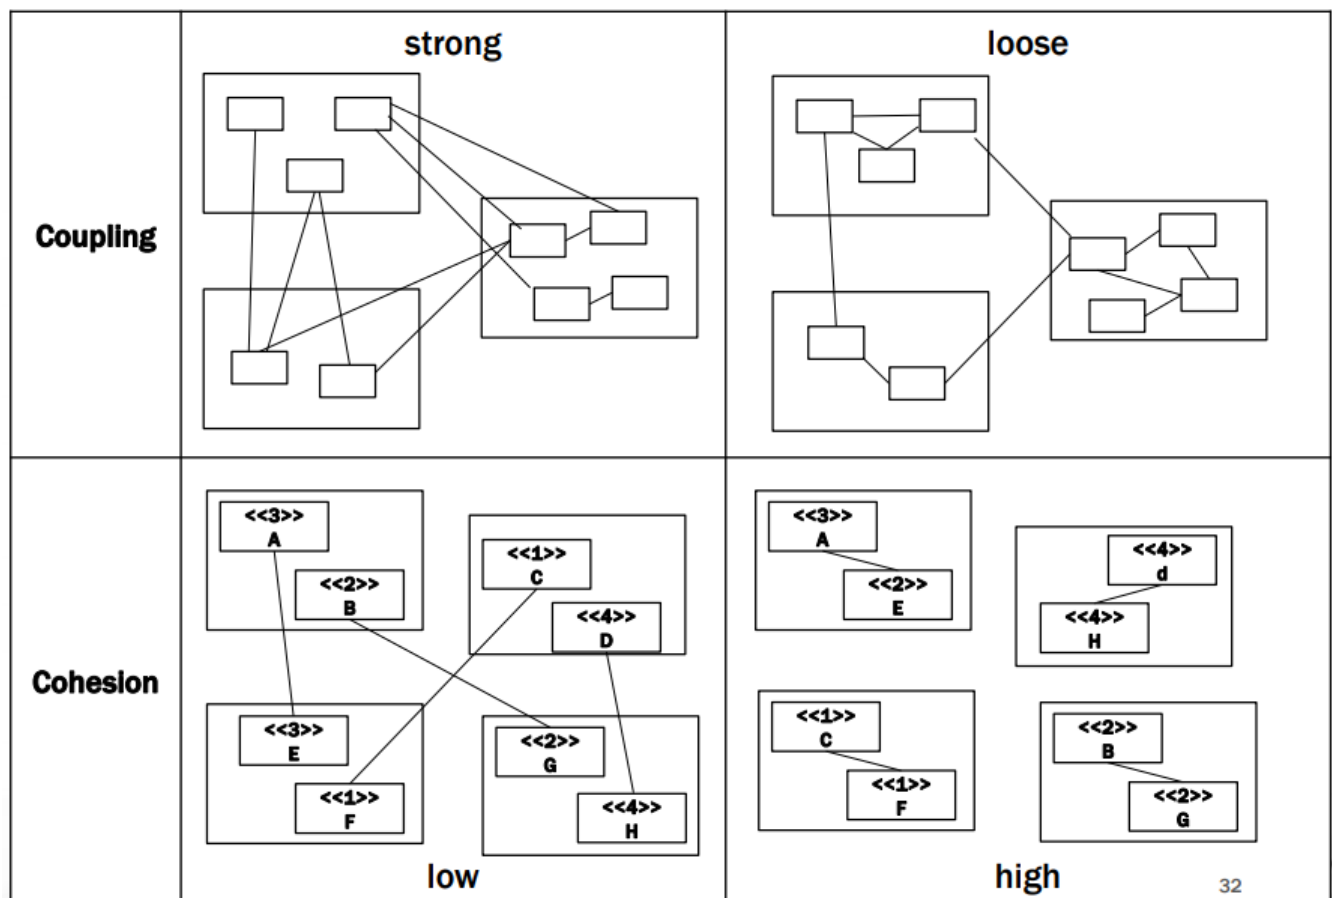 strong
loose
Coupling
<<3>>
A
<<2>>
B
<<1>>
C
<<4>>
D
<<3>>
E
<<1>>
F
<<2>>
G
<<4>>
H
low
Cohesion
<<3>>
A
<<2>>
E
<<4>>
d
<<4>>
H
<<1>>
C
<<1>>
F
<<2>>
B
<<2>>
G
high
32